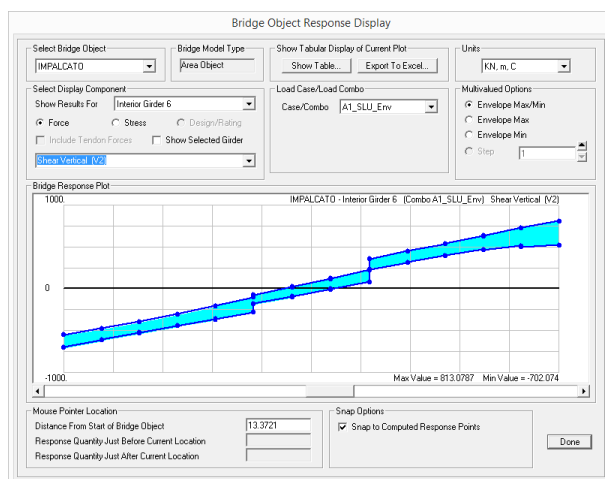 Bridge Object Response Display
Select Bridge Object
IMPALCATO
Bridge Model Type
Area Object
Show Tabular Display of Current Plot
Show Table...
Export To Excel...
Units
KN, m, C
Select Display Component
Show Results For
Interior Girder 6
Force
Stress
Design/Rating
Include Tendon Forces
Show Selected Girder
Shear Vertical (V2)
Load Case/Load Combo
Case/Combo
A1_SLU_Env
Multivalued Options
Envelope Max/Min
Envelope Max
Envelope Min
Step
1
Bridge Response Plot
1000.
IMPALCATO - Interior Girder 6 (Combo A1_SLU_Env) Shear Vertical (V2)
0
-1000.
Max Value = 813.0787 Min Value = -702.074
Mouse Pointer Location
Distance From Start of Bridge Object
13.3721
Response Quantity Just Before Current Location
Response Quantity Just After Current Location
Snap Options
Snap to Computed Response Points
Done